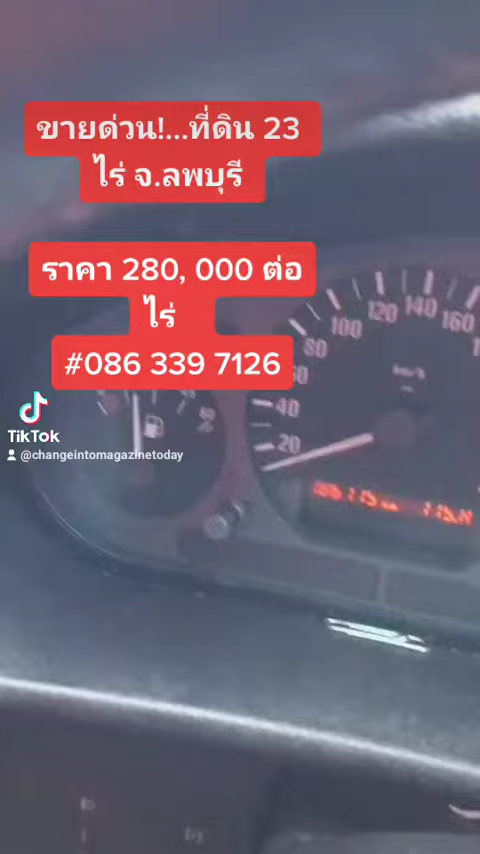 ขายด่วน!...ที่ดิน 23
ไร่ จ.ลพบุรี
ราคา 280, 000 ต่อ
ไร่
#086 339 7126
TikTok
@changeintomagazinetoday
20
40
80
100
120
140
160